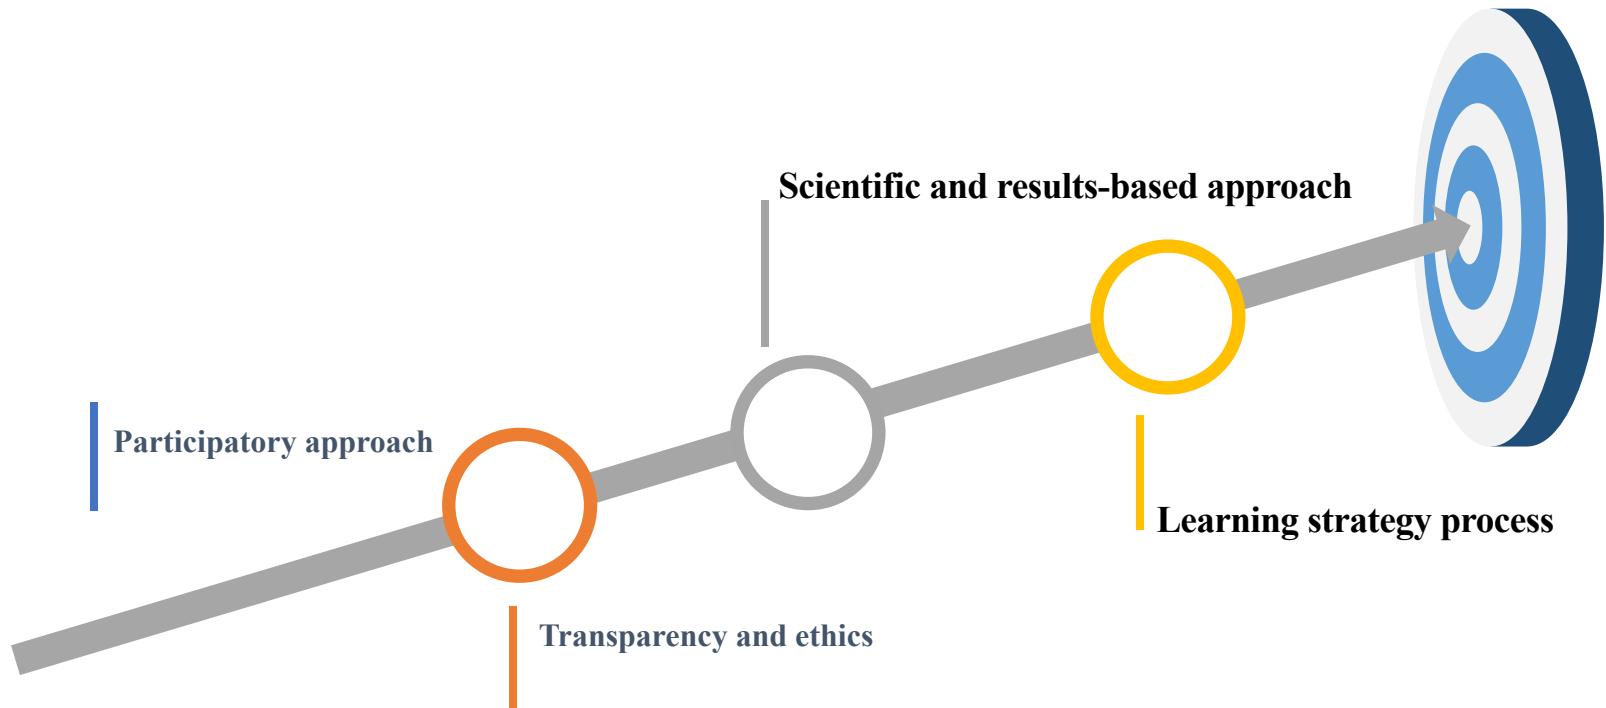 Scientific and results-based approach
Participatory approach
Learning strategy process
Transparency and ethics